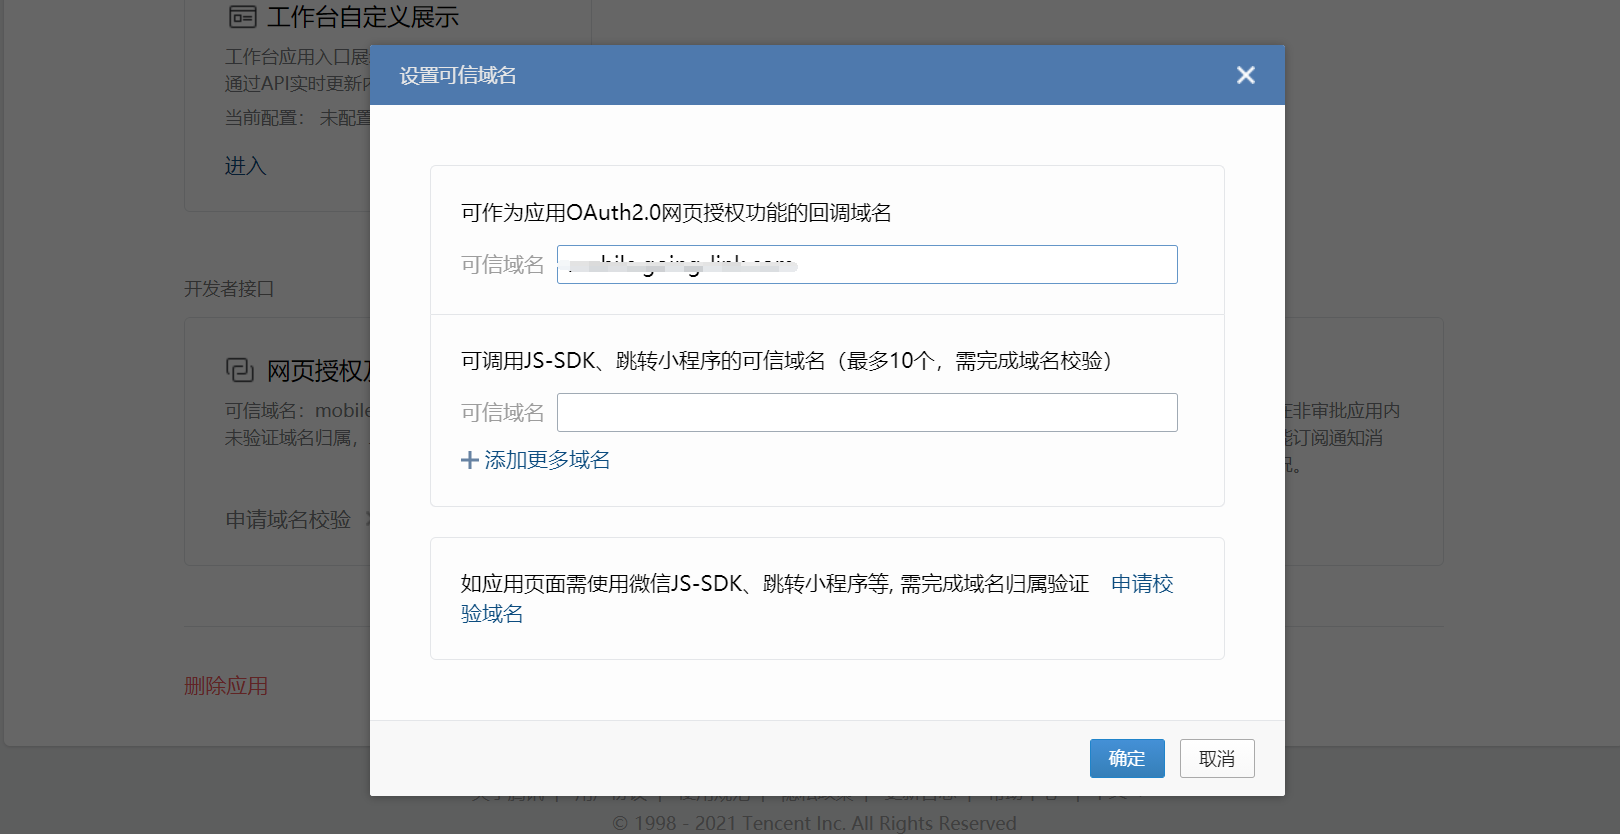 工作台自定义展示
工作台应用入口展
通过API实时更新内
当前配置： 未配置
进入
设置可信域名
可作为应用OAuth2.0网页授权功能的回调域名
可信域名
可调用JS-SDK、跳转小程序的可信域名（最多10个，需完成域名校验）
可信域名
添加更多域名
如应用页面需使用微信JS-SDK、跳转小程序等, 需完成域名归属验证 申请校
验域名
确定 取消
开发者接口
网页授权及
可信域名：mobile
未验证域名归属，
申请域名校验
在非审批应用内
能订阅通知消
况。
删除应用
© 1998 - 2021 Tencent Inc. All Rights Reserved